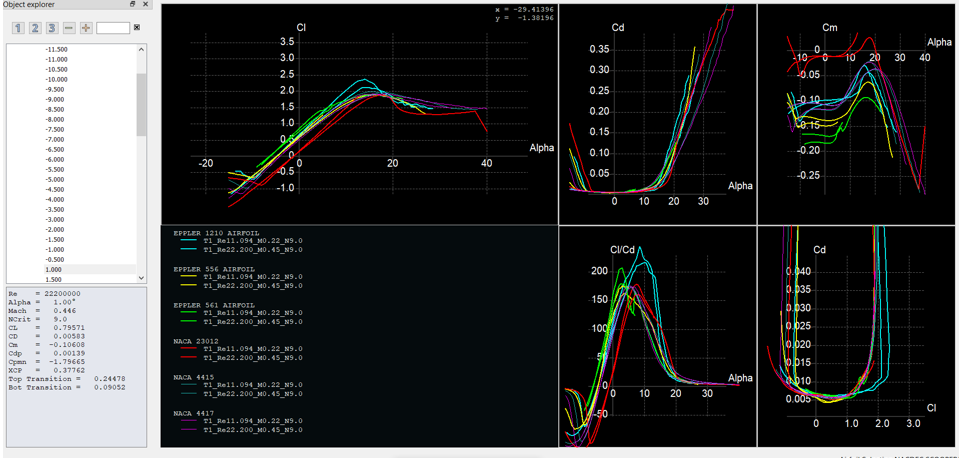 Object explorer
1 2 3 − +
-11.500
-11.000
-10.500
-10.000
-9.500
-9.000
-8.500
-8.000
-7.500
-7.000
-6.500
-6.000
-5.500
-5.000
-4.500
-4.000
-3.500
-3.000
-2.500
-2.000
-1.500
-1.000
-0.500
1.000
1.500
Re = 22200000
Alpha = 1.00°
Mach = 0.446
NCrit = 9.0
CL = 0.79571
CD = 0.00583
Cm = -0.10608
Cdp = 0.00139
Cpmn = -1.79665
XCP = 0.37762
Top Transition = 0.24478
Bot Transition = 0.09052
x = -29.41396
y = -1.38196
Cl
3.5
3.0
2.5
2.0
1.5
1.0
0.5
0.0
-0.5
-1.0
-20
0
20
40
Alpha
Cd
0.35
0.30
0.25
0.20
0.15
0.10
0.05
0
10
20
30
Alpha
Cm
Alpha
0
-10
0
10
20
30
40
-0.05
-0.10
-0.15
-0.20
-0.25
EPPLER 1210 AIRFOIL
T1_Re11.094_M0.22_N9.0
T1_Re22.200_M0.45_N9.0
EPPLER 556 AIRFOIL
T1_Re11.094_M0.22_N9.0
T1_Re22.200_M0.45_N9.0
EPPLER 561 AIRFOIL
T1_Re11.094_M0.22_N9.0
T1_Re22.200_M0.45_N9.0
NACA 23012
T1_Re11.094_M0.22_N9.0
T1_Re22.200_M0.45_N9.0
NACA 4415
T1_Re11.094_M0.22_N9.0
T1_Re22.200_M0.45_N9.0
NACA 4417
T1_Re11.094_M0.22_N9.0
T1_Re22.200_M0.45_N9.0
Cl/Cd
200
150
100
50
0
-50
0
10
20
30
Alpha
Cd
0.040
0.035
0.030
0.025
0.020
0.015
0.010
0.005
Cl
0
1.0
2.0
3.0